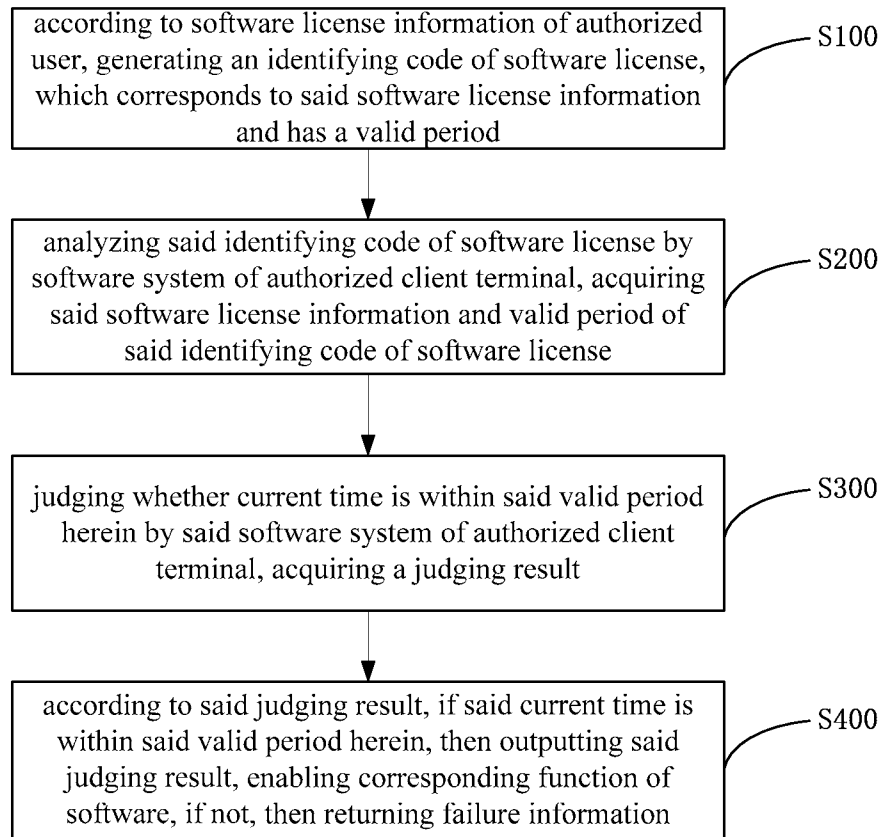 according to software license information of authorized
user, generating an identifying code of software license,
which corresponds to said software license information
and has a valid period
S100
analyzing said identifying code of software license by
software system of authorized client terminal, acquiring
said software license information and valid period of
said identifying code of software license
S200
judging whether current time is within said valid period
herein by said software system of authorized client
terminal, acquiring a judging result
S300
according to said judging result, if said current time is
within said valid period herein, then outputting said
judging result, enabling corresponding function of
software, if not, then returning failure information
S400